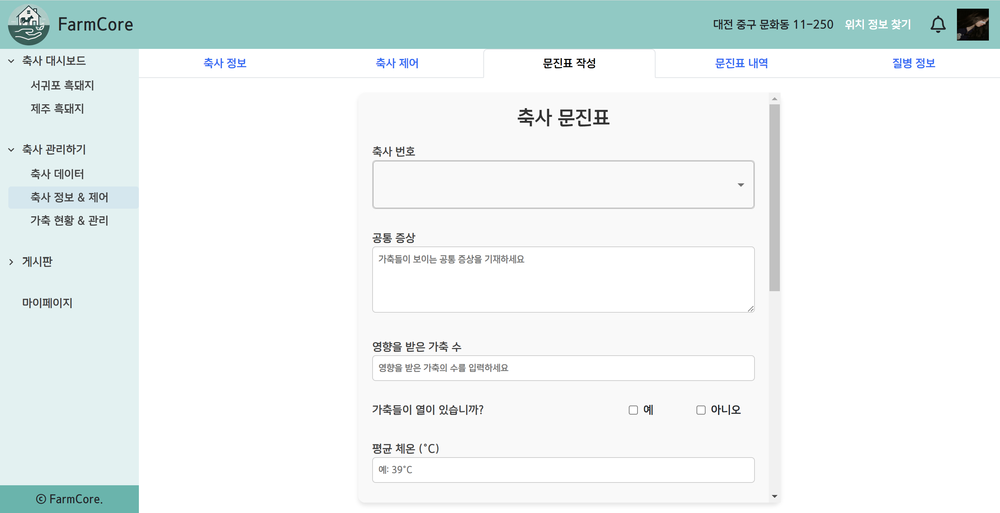 FarmCore
대전 중구 문화동 11-250 위치 정보 찾기
축사 대시보드
서귀포 흑돼지
제주 흑돼지
축사 관리하기
축사 데이터
축사 정보 & 제어
가축 현황 & 관리
게시판
마이페이지
© FarmCore.
축사 정보
축사 제어
문진표 작성
문진표 내역
질병 정보
축사 문진표
축사 번호
공통 증상
가축들이 보이는 공통 증상을 기재하세요
영향을 받은 가축 수
영향을 받은 가축의 수를 입력하세요
가축들이 열이 있습니까? 예 아니오
평균 체온 (°C)
예: 39°C